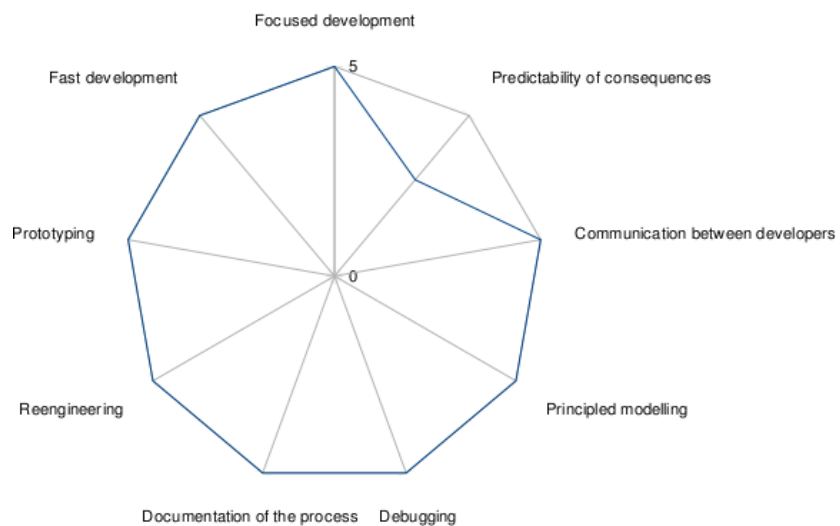 Focused development
5
Fast development
Predictability of consequences
Prototyping
Communication between developers
0
Reengineering
Principled modelling
Documentation of the process
Debugging